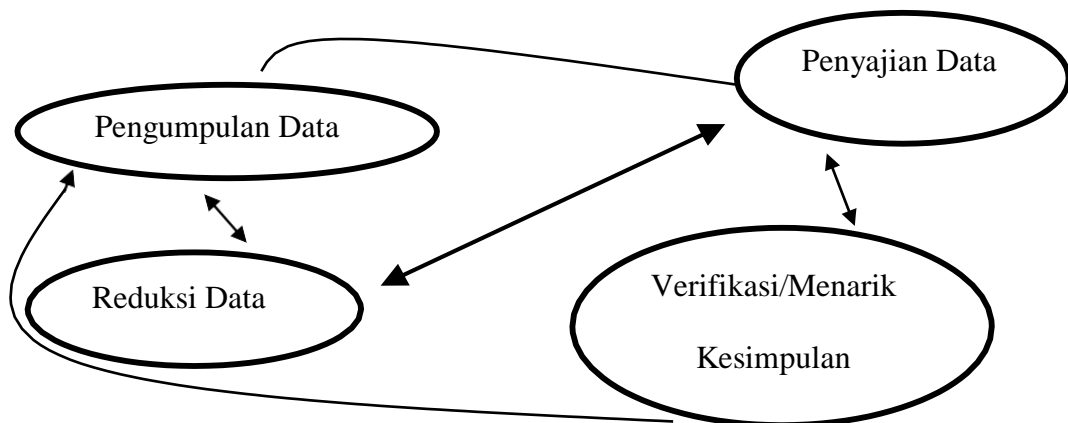 Penyajian Data
Pengumpulan Data
Reduksi Data
Verifikasi/Menarik
Kesimpulan